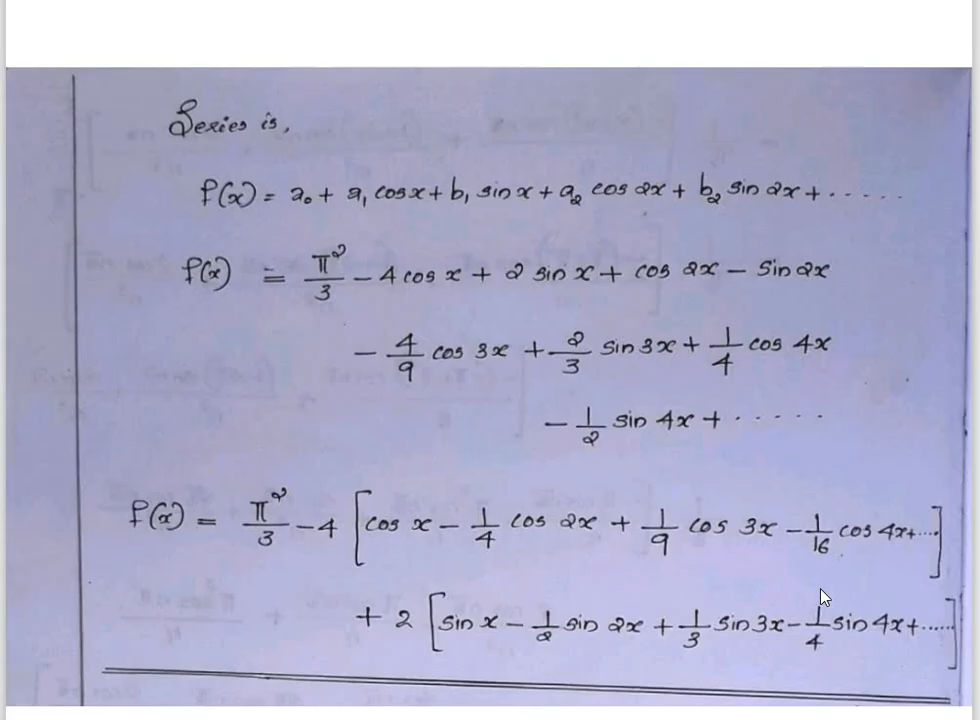 Series is,
f(x) = a₀ + a₁ cosx + b₁ sin x + a₂ cos 2x + b₂ sin 2x + .....
f(x) = π²/3 - 4 cos x + 2 sin x + cos 2x - sin 2x
- 4/9 cos 3x + 2/3 sin 3x + 1/4 cos 4x
- 1/2 sin 4x + .....
f(x) = π²/3 - 4 [cos x - 1/4 cos 2x + 1/9 cos 3x - 1/16 cos 4x + ....]
+ 2 [sin x - 1/2 sin 2x + 1/3 sin 3x - 1/4 sin 4x + .....]